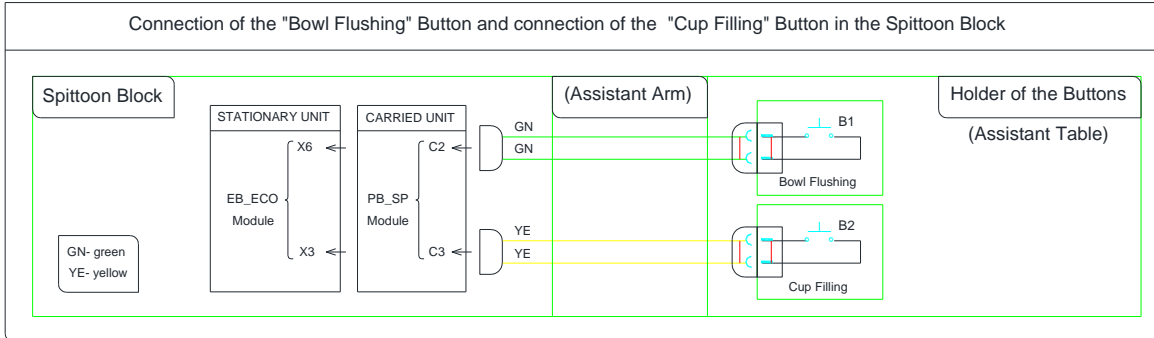 Connection of the "Bowl Flushing" Button and connection of the "Cup Filling" Button in the Spittoon Block
Spittoon Block
(Assistant Arm)
Holder of the Buttons
(Assistant Table)
STATIONARY UNIT
CARRIED UNIT
X6
C2
GN
GN
B1
Bowl Flushing
EB_ECO
Module
PB_SP
Module
X3
C3
YE
YE
B2
Cup Filling
GN- green
YE- yellow